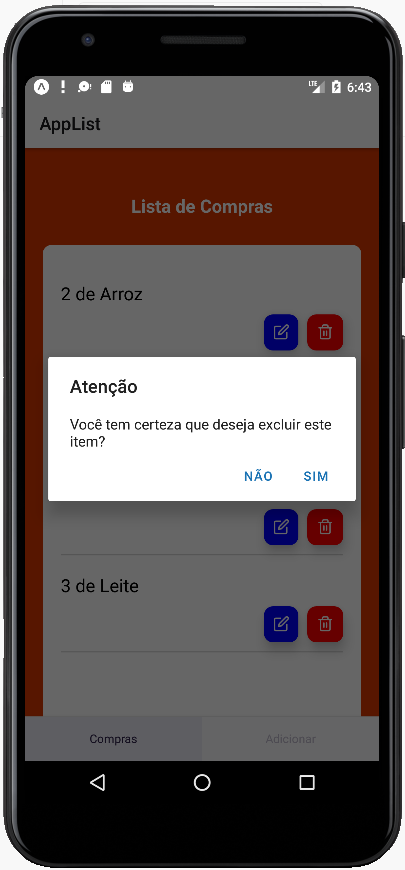 LTE 6:43
AppList
Lista de Compras
2 de Arroz
Atenção
Você tem certeza que deseja excluir este
item?
NÃO SIM
3 de Leite
Compras Adicionar